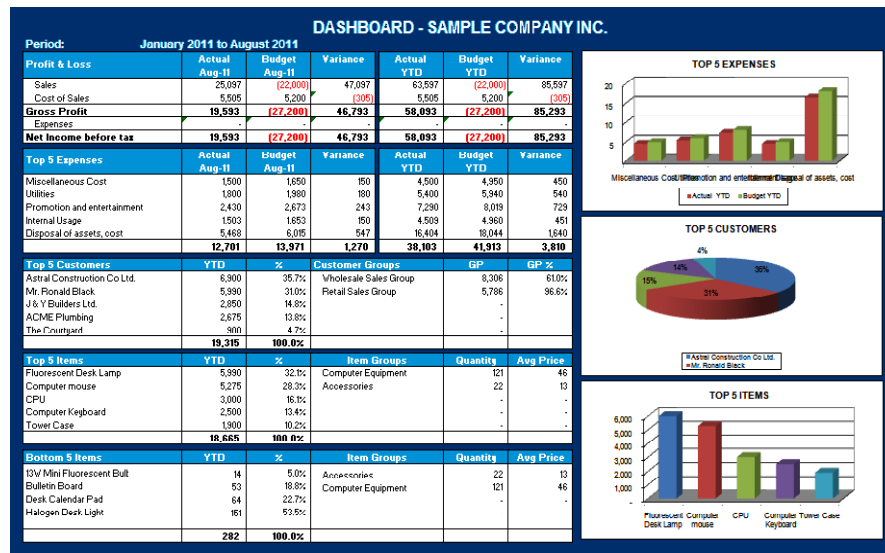 DASHBOARD - SAMPLE COMPANY INC.
Period: January 2011 to August 2011
Profit & Loss Actual Aug-11 Budget Aug-11 Variance Actual YTD Budget YTD Variance
Sales 25,097 (22,000) 47,097 63,597 (22,000) 85,597
Cost of Sales 5,505 5,200 (305) 5,505 5,200 (305)
Gross Profit 19,593 (27,200) 46,793 58,093 (27,200) 85,293
Expenses - - - - - -
Net Income before tax 19,593 (27,200) 46,793 58,093 (27,200) 85,293
Top 5 Expenses Actual Aug-11 Budget Aug-11 Variance Actual YTD Budget YTD Variance
Miscellaneous Cost 1,500 1,650 150 4,500 4,950 450
Utilities 1,800 1,980 180 5,400 5,940 540
Promotion and entertainment 2,430 2,673 243 7,290 8,019 729
Internal Usage 1,503 1,653 150 4,509 4,960 451
Disposal of assets, cost 5,468 6,015 547 16,404 18,044 1,640
12,701 13,971 1,270 38,103 41,913 3,810
Top 5 Customers YTD % Customer Groups GP GP %
Astral Construction Co Ltd. 6,900 35.7% Wholesale Sales Group 8,306 61.0%
Mr. Ronald Black 5,990 31.0% Retail Sales Group 5,786 96.6%
J & Y Builders Ltd. 2,850 14.8% -
ACME Plumbing 2,675 13.8% -
The Courtyard 900 4.7% -
19,315 100.0%
Top 5 Items YTD % Item Groups Quantity Avg Price
Fluorescent Desk Lamp 5,990 32.1% Computer Equipment 121 46
Computer mouse 5,275 28.3% Accessories 22 13
CPU 3,000 16.1% - -
Computer Keyboard 2,500 13.4% - -
Tower Case 1,900 10.2% - -
18,665 100.0%
Bottom 5 Items YTD % Item Groups Quantity Avg Price
13W Mini Fluorescent Bulb 14 5.0% Accessories 22 13
Bulletin Board 53 18.8% Computer Equipment 121 46
Desk Calendar Pad 64 22.7% - -
Halogen Desk Light 151 53.5% -
282 100.0%
TOP 5 EXPENSES
20
15
10
5
Miscellaneous Cost Utilities Promotion and entertainment Internal Usage Disposal of assets, cost
Actual YTD Budget YTD
TOP 5 CUSTOMERS
4%
14%
36%
15%
31%
Astral Construction Co Ltd.
Mr. Ronald Black
TOP 5 ITEMS
6,000
5,000
4,000
3,000
2,000
1,000
-
Fluorescent Computer CPU Computer Tower Case
Desk Lamp mouse Keyboard